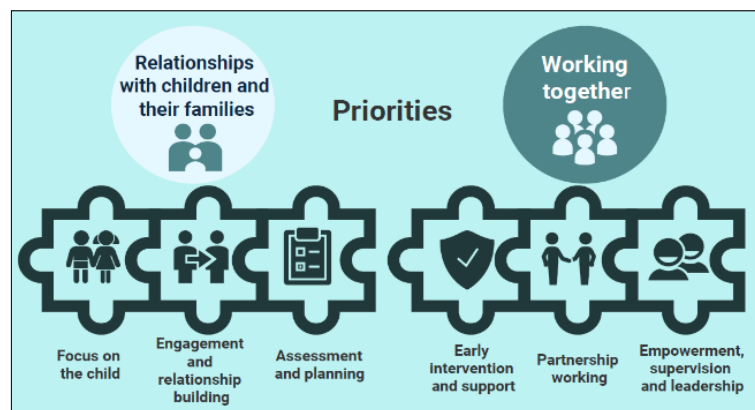 Relationships
with children and
their families
Priorities
Working
together
Focus on
the child
Engagement
and
relationship
building
Assessment
and planning
Early
intervention
and support
Partnership
working
Empowerment,
supervision
and leadership